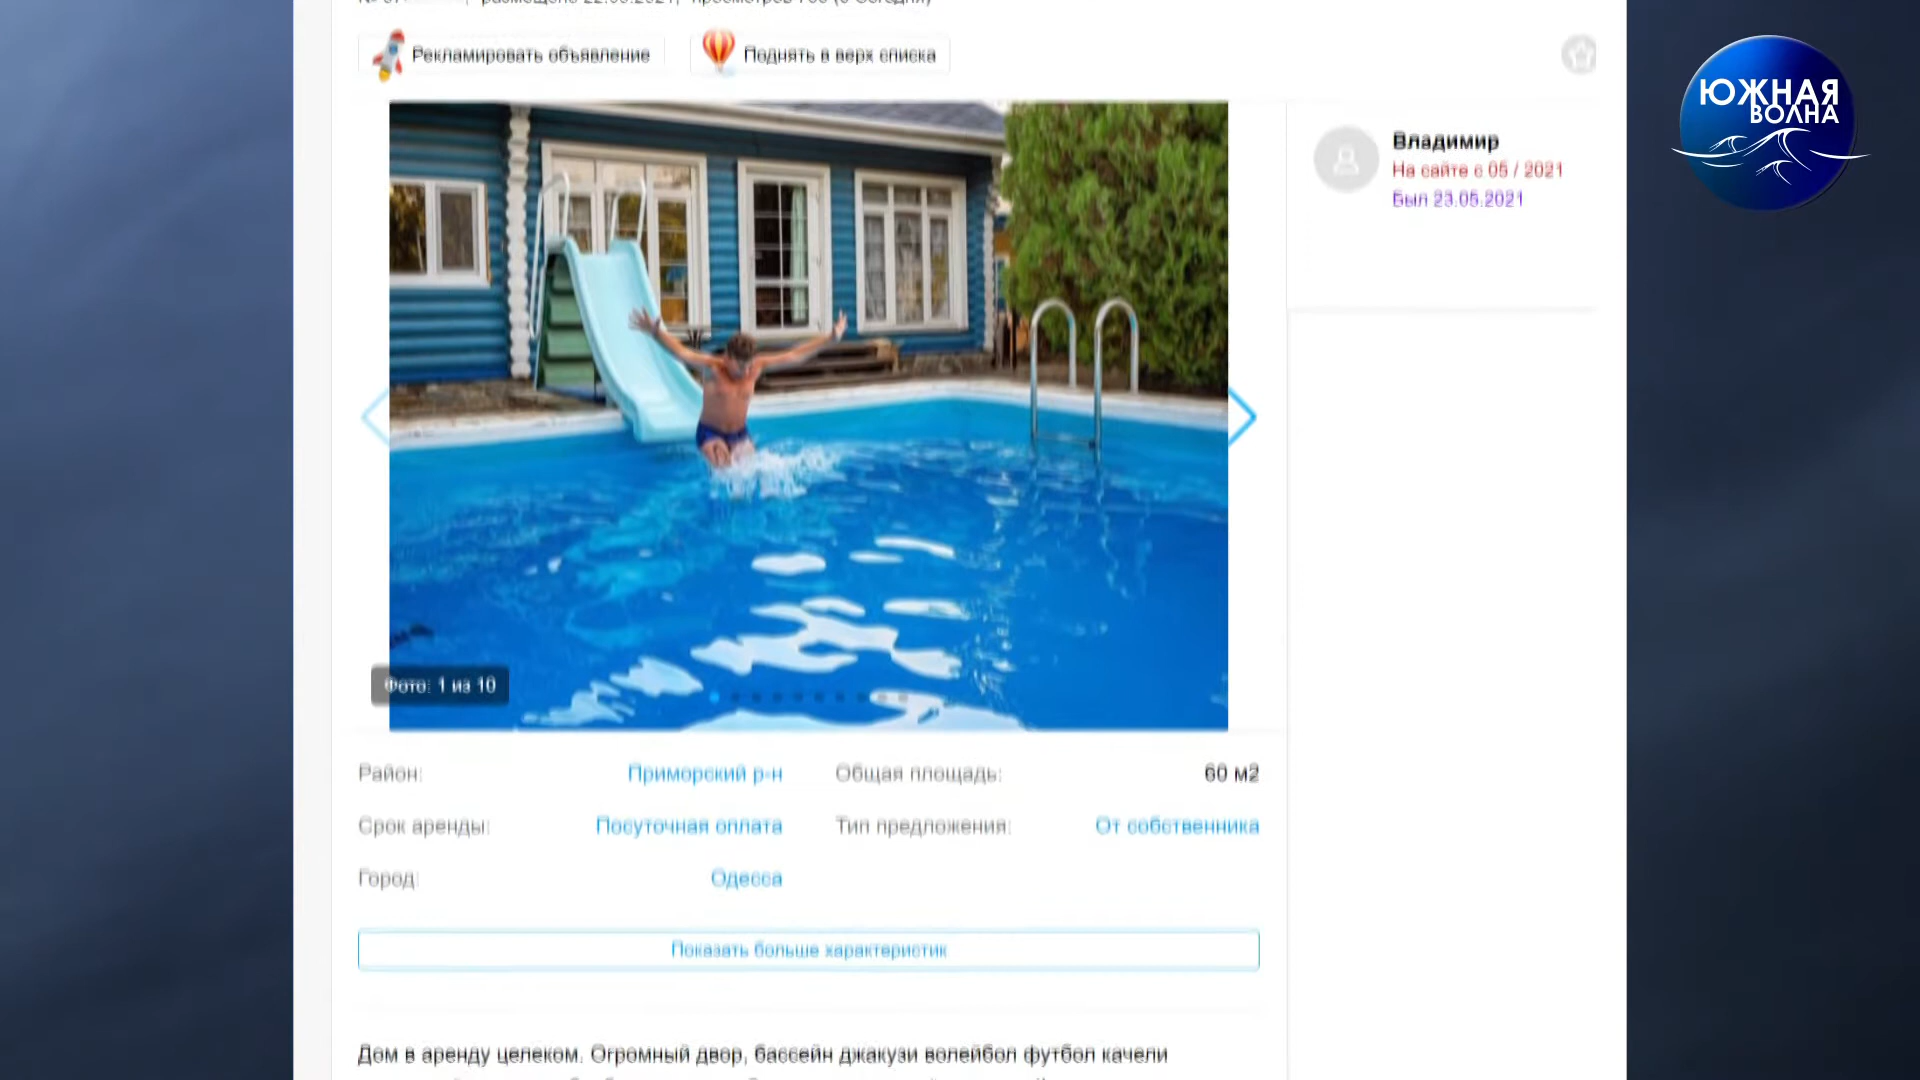 Рекламировать объявление
Поднять в верх списка
ЮЖНАЯ
ВОЛНА
Владимир
На сайте с 05 / 2021
Был 23.05.2021
Фото: 1 из 10
Район: Приморский р-н Общая площадь: 60 м2
Срок аренды: Посуточная оплата Тип предложения: От собственника
Город: Одесса
Показать больше характеристик
Дом в аренду целеком. Огромный двор, бассейн джакузи волейбол футбол качели